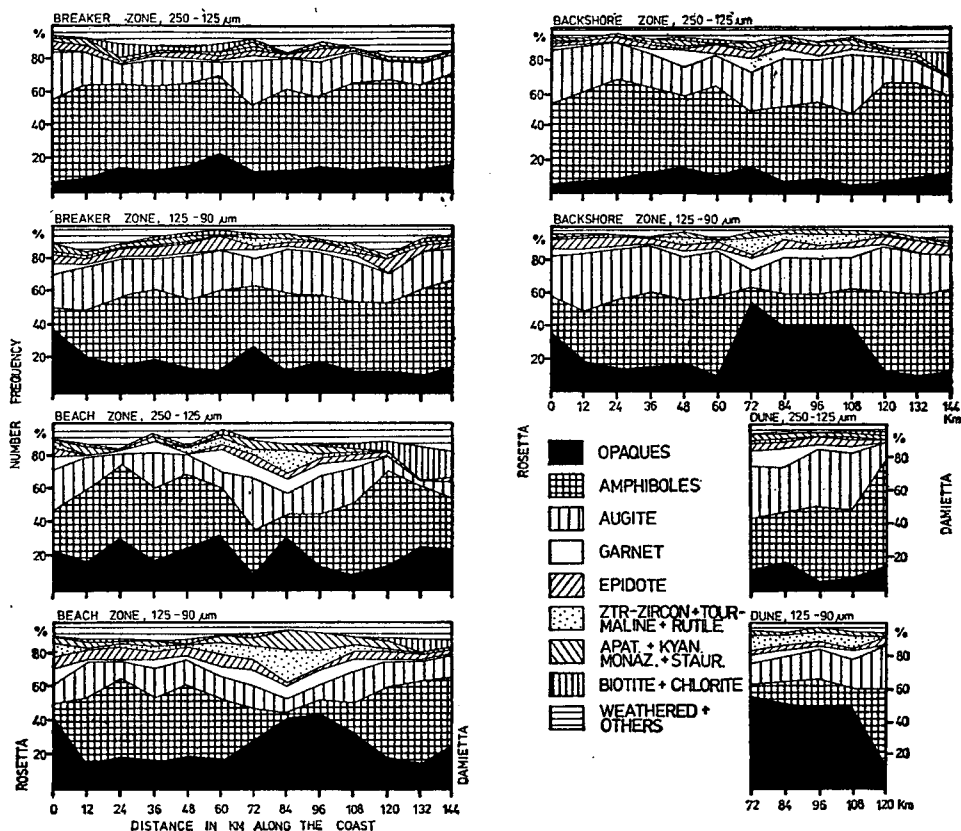 BREAKER ZONE, 250-125 µm
%
80
60
40
20
BREAKER ZONE, 125-90 µm
%
80
60
40
20
BEACH ZONE, 250-125 µm
%
80
60
40
20
BEACH ZONE, 125-90 µm
%
80
60
40
20
NUMBER FREQUENCY
ROSETTA
DAMIETTA
0 12 24 36 48 60 72 84 96 108 120 132 144
DISTANCE IN KM ALONG THE COAST
BACKSHORE ZONE, 250-125 µm
%
80
60
40
20
BACKSHORE ZONE, 125-90 µm
%
80
60
40
20
0 12 24 36 48 60 72 84 96 108 120 132 144
Km
ROSETTA
OPAQUES
AMPHIBOLES
AUGITE
GARNET
EPIDOTE
ZTR-ZIRCON+TOUR-
MALINE+RUTILE
APAT.+KYAN.
MONAZ.+STAUR.
BIOTITE+CHLORITE
WEATHERED+
OTHERS
DUNE, 250-125 µm
%
80
60
40
20
DAMIETTA
DUNE, 125-90 µm
%
80
60
40
20
72 84 96 108 120 Km